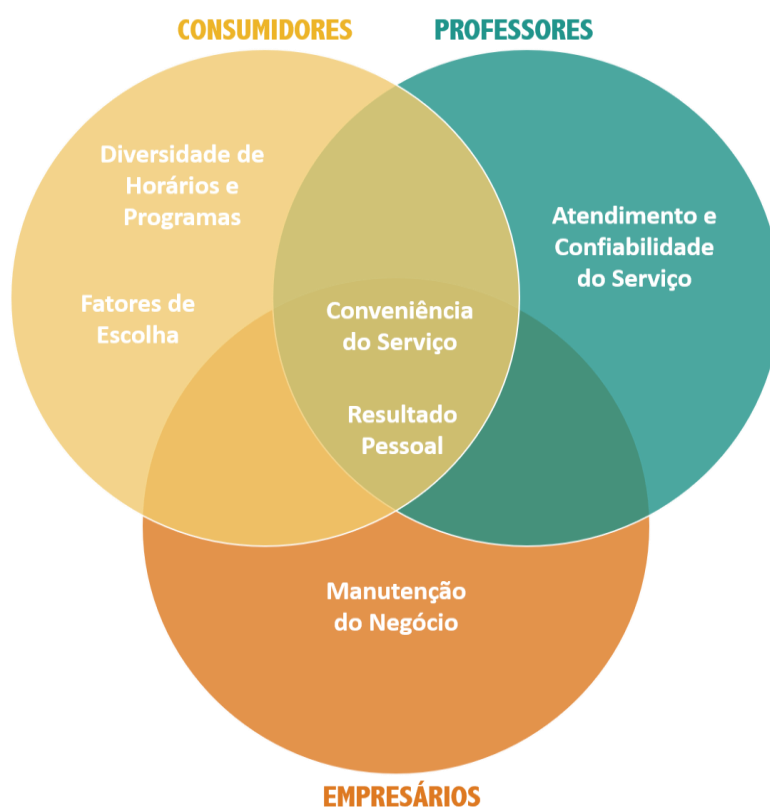 CONSUMIDORES
PROFESSORES
Diversidade de
Horários e
Programas
Fatores de
Escolha
Atendimento e
Confiabilidade
do Serviço
Conveniência
do Serviço
Resultado
Pessoal
Manutenção
do Negócio
EMPRESÁRIOS